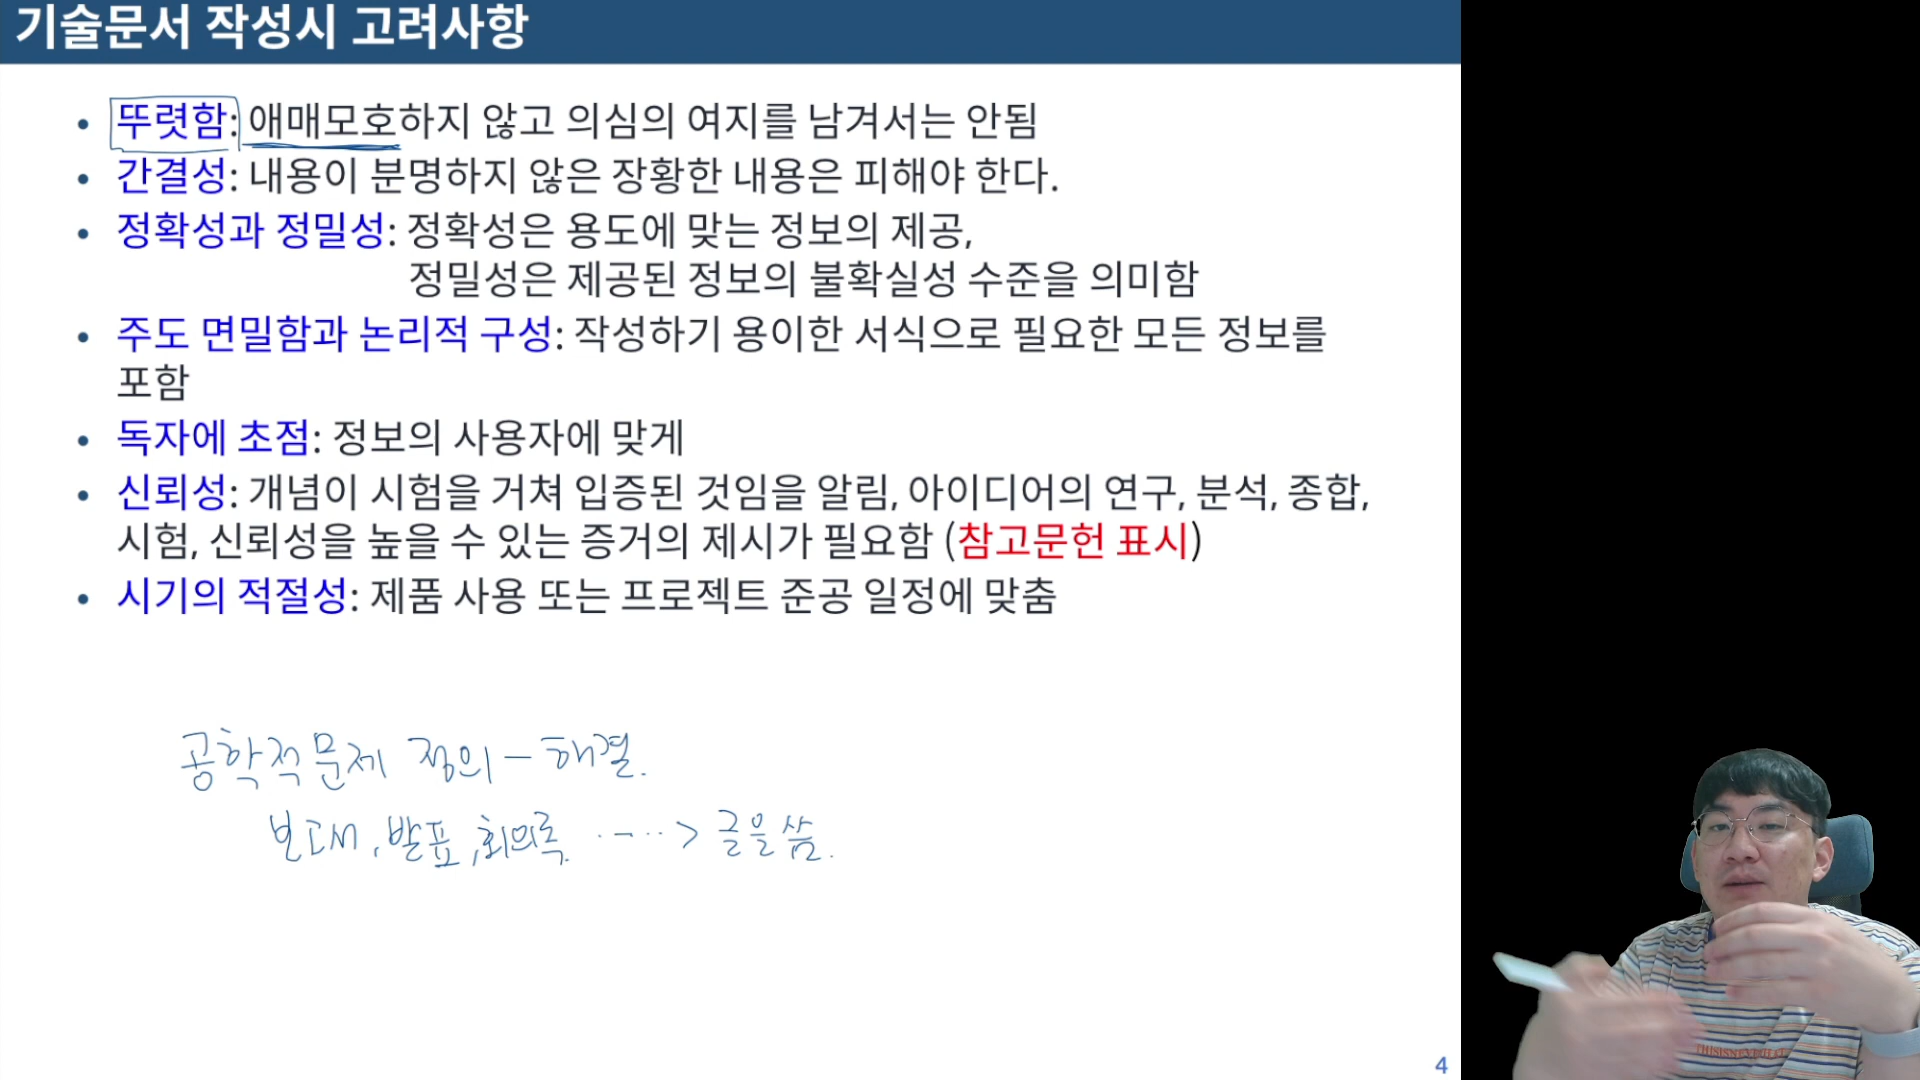 기술문서 작성시 고려사항
• 뚜렷함: 애매모호하지 않고 의심의 여지를 남겨서는 안됨
• 간결성: 내용이 분명하지 않은 장황한 내용은 피해야 한다.
• 정확성과 정밀성: 정확성은 용도에 맞는 정보의 제공,
정밀성은 제공된 정보의 불확실성 수준을 의미함
• 주도 면밀함과 논리적 구성: 작성하기 용이한 서식으로 필요한 모든 정보를
포함
• 독자에 초점: 정보의 사용자에 맞게
• 신뢰성: 개념이 시험을 거쳐 입증된 것임을 알림, 아이디어의 연구, 분석, 종합,
시험, 신뢰성을 높을 수 있는 증거의 제시가 필요함 (참고문헌 표시)
• 시기의 적절성: 제품 사용 또는 프로젝트 준공 일정에 맞춤
공학적 문제 정의 - 해결.
보고서, 발표, 회의록 ----> 글을 씀.
4